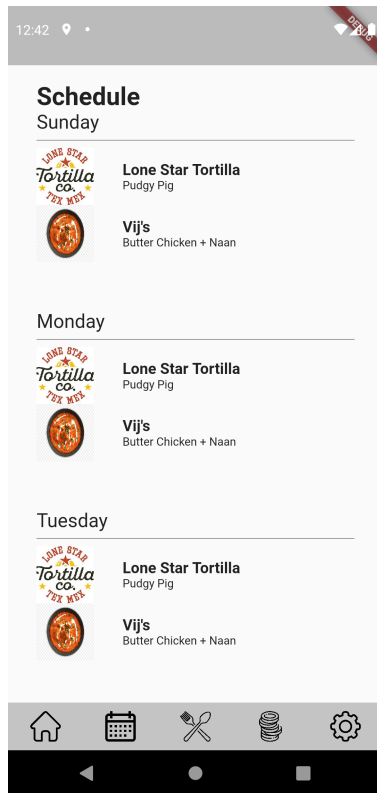 12:42
DEBUG
Schedule
Sunday
LONE STAR
Tortilla
CO.
TEX MEX
Lone Star Tortilla
Pudgy Pig
Vij's
Butter Chicken + Naan
Monday
LONE STAR
Tortilla
CO.
TEX MEX
Lone Star Tortilla
Pudgy Pig
Vij's
Butter Chicken + Naan
Tuesday
LONE STAR
Tortilla
CO.
TEX MEX
Lone Star Tortilla
Pudgy Pig
Vij's
Butter Chicken + Naan